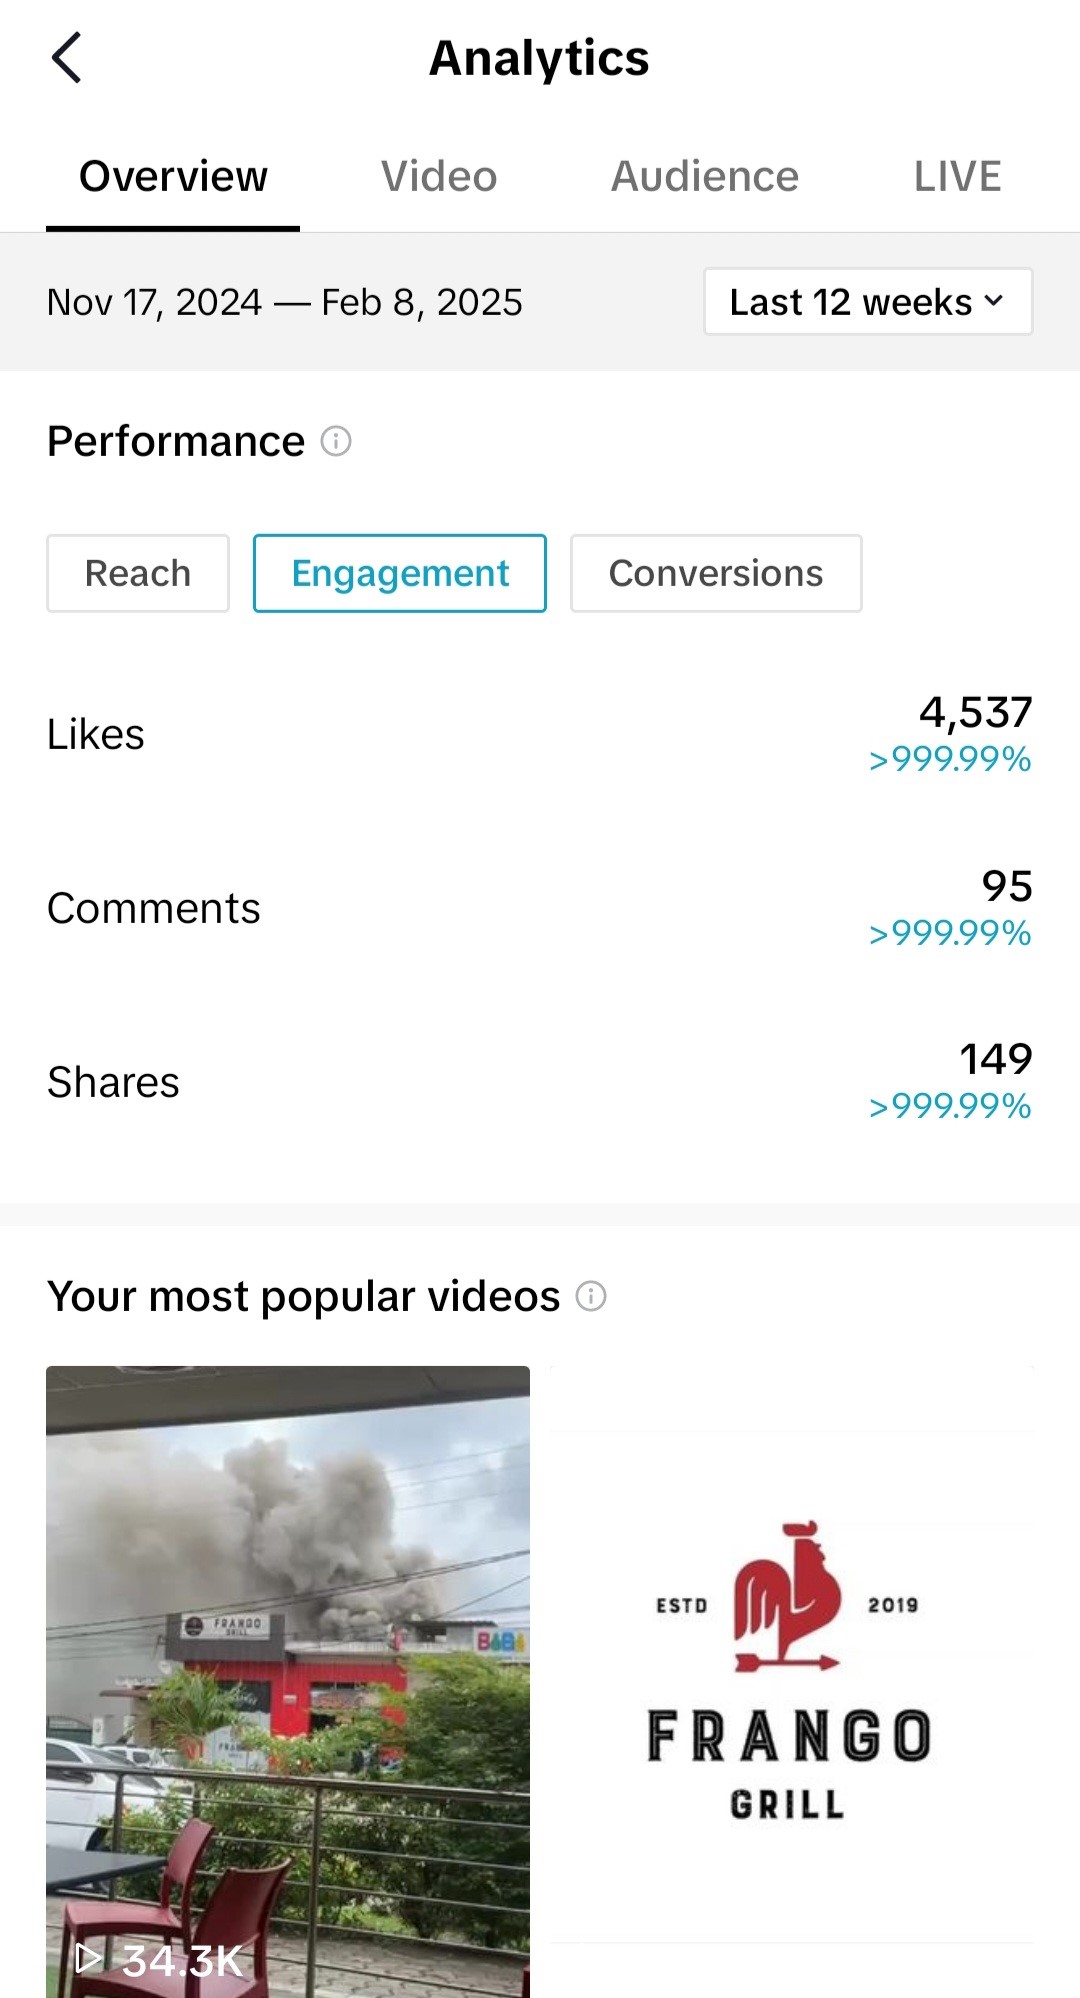 Analytics
Overview Video Audience LIVE
Nov 17, 2024 — Feb 8, 2025 Last 12 weeks
Performance
Reach Engagement Conversions
Likes 4,537
>999.99%
Comments 95
>999.99%
Shares 149
>999.99%
Your most popular videos
FRANGO
GRILL
34.3K
ESTD 2019
FRANGO
GRILL